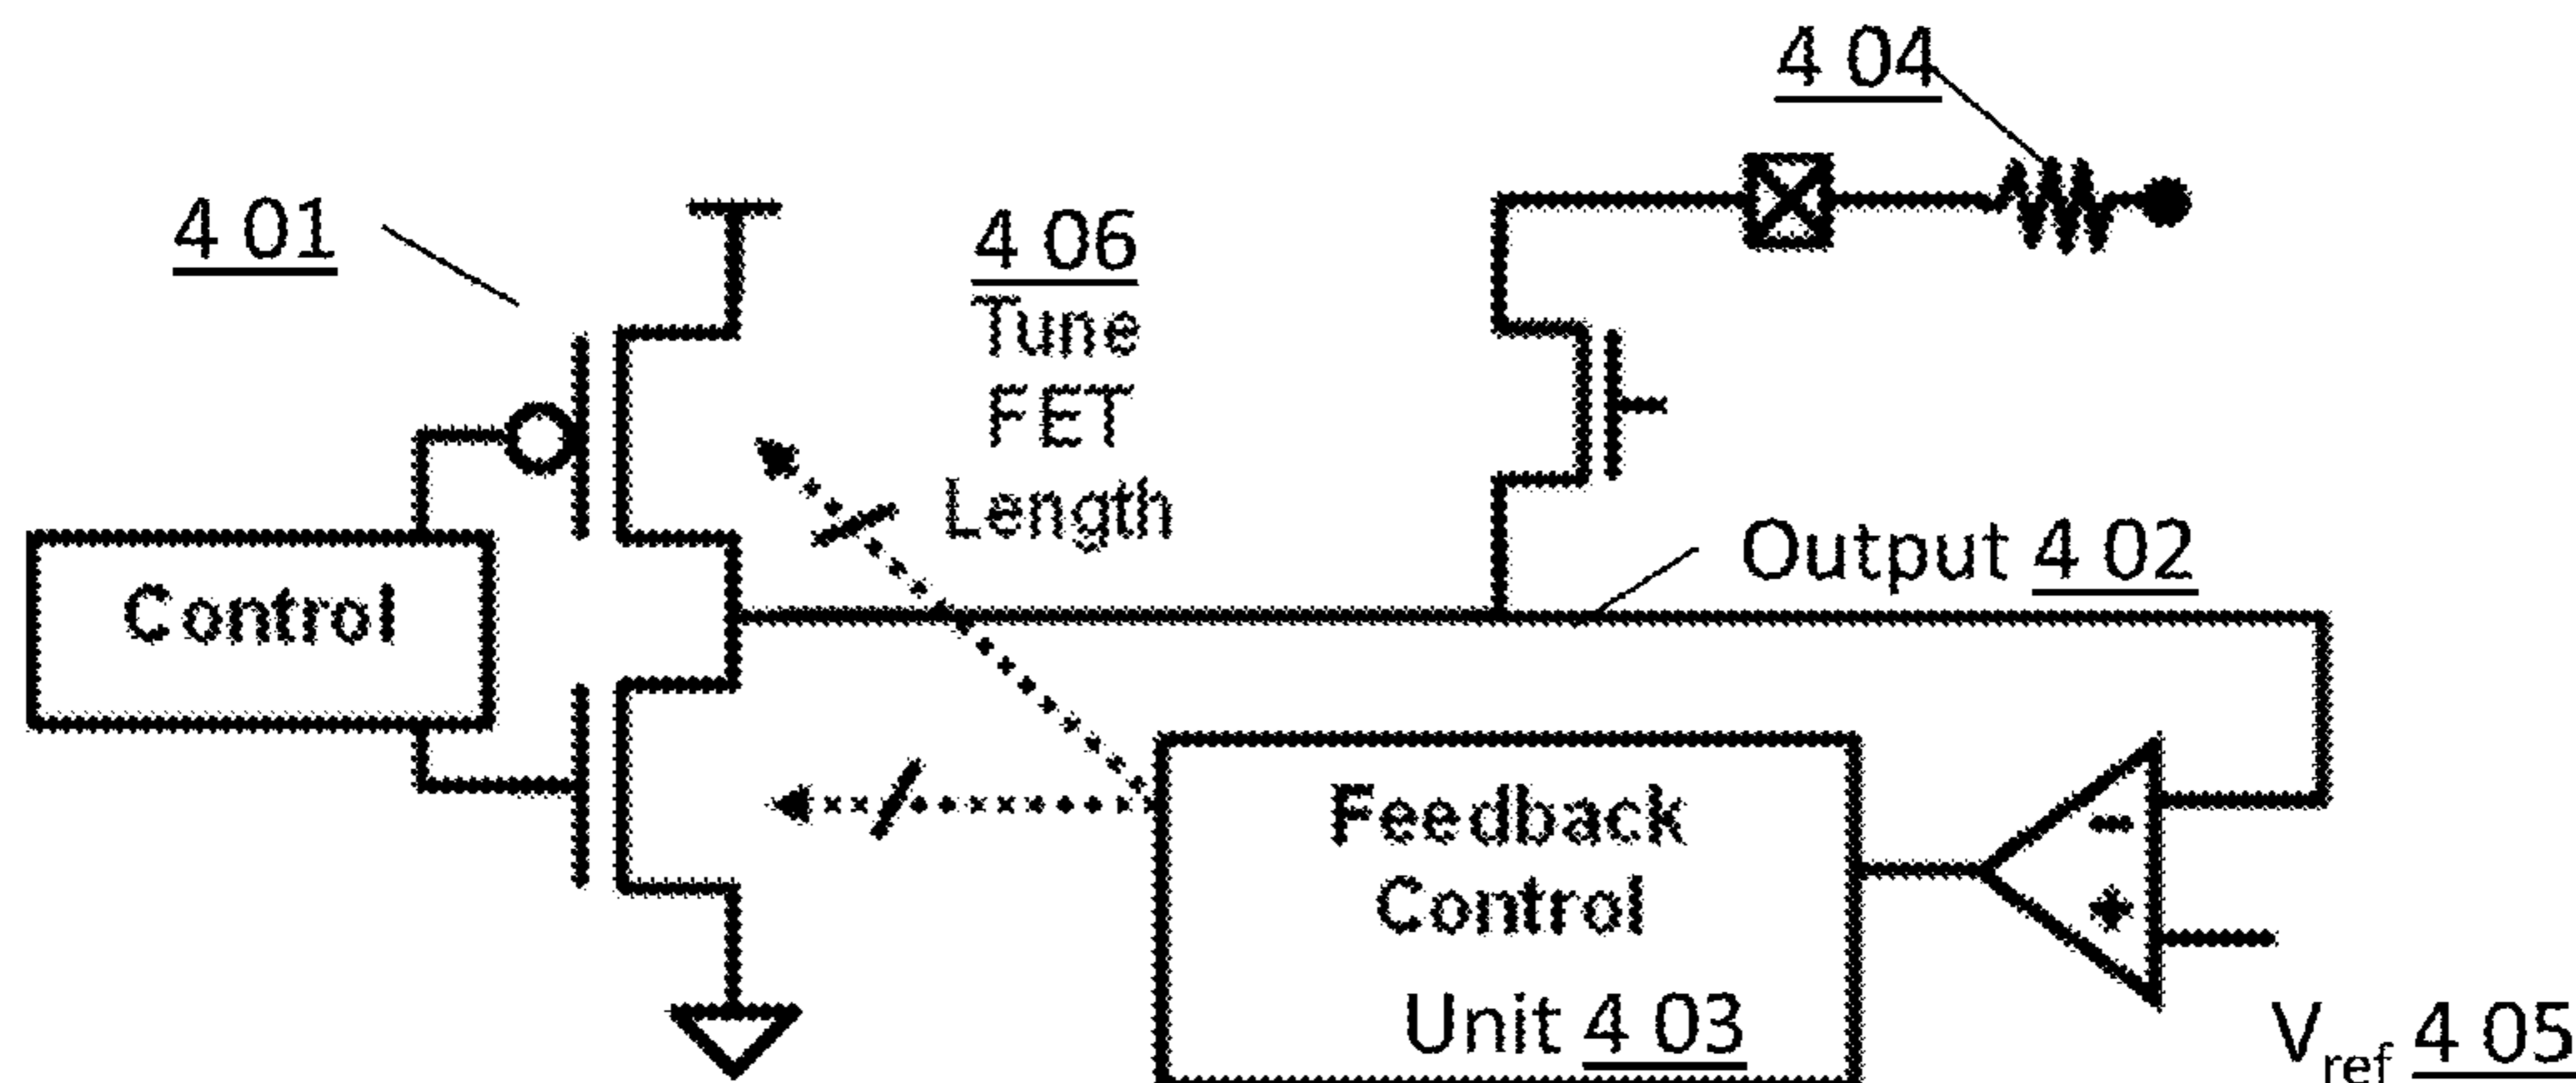 4 04
4 01
4 06
Tune
FET
Length
Output 4 02
Control
Feedback
Control
Unit 4 03
-
+
Vref 4 05